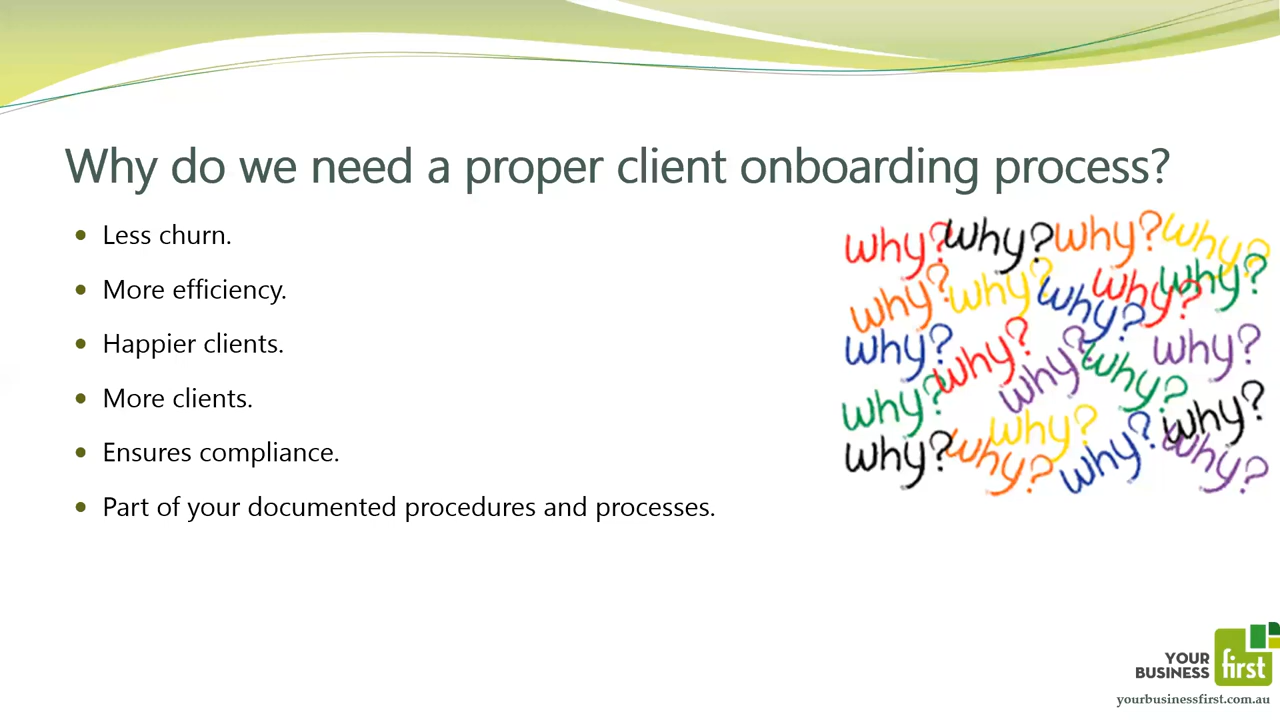 Why do we need a proper client onboarding process?
Less churn.
More efficiency.
Happier clients.
More clients.
Ensures compliance.
Part of your documented procedures and processes.
why? why? why? why?
why? why? why? why? why?
why? why? why? why? why?
why? why? why?
why? why? why? why?
YOUR
BUSINESS first
yourbusinessfirst.com.au